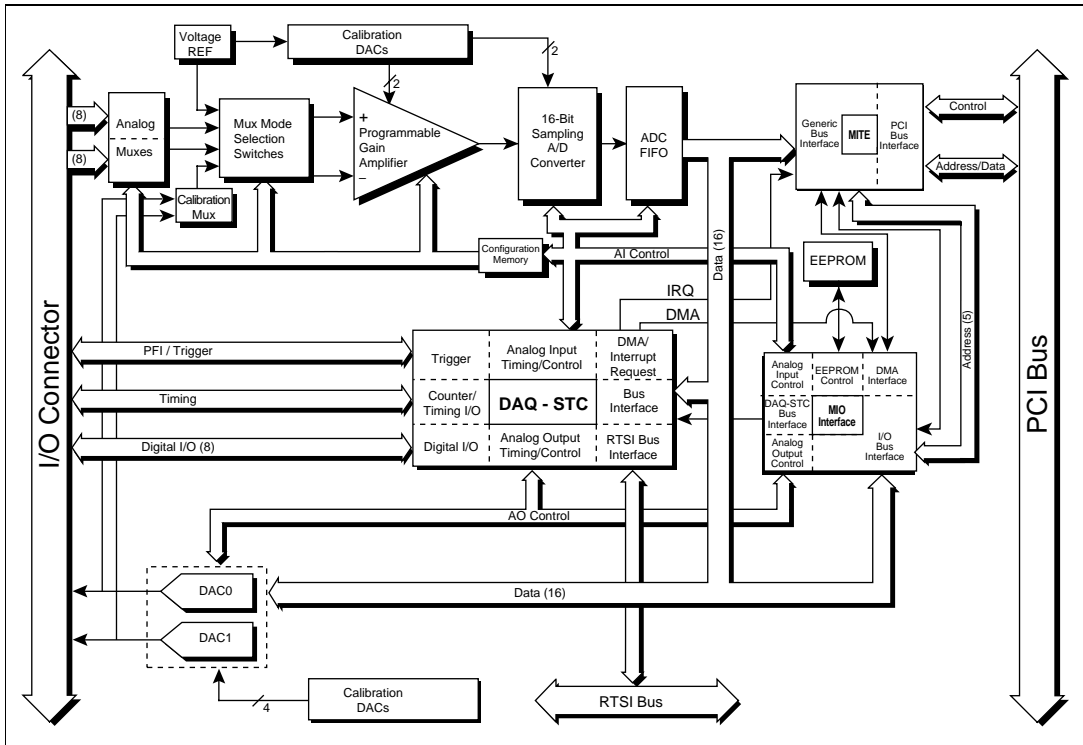 Voltage
REF
Calibration
DACs
2
2
(8)
(8)
Analog
Muxes
Mux Mode
Selection
Switches
+
Programmable
Gain
Amplifier
–
16-Bit
Sampling
A/D
Converter
ADC
FIFO
Generic
Bus
Interface
MITE
PCI
Bus
Interface
Control
Address/Data
Calibration
Mux
Configuration
Memory
AI Control
Data (16)
EEPROM
IRQ
DMA
Address (5)
I/O Connector
PCI Bus
PFI / Trigger
Timing
Digital I/O (8)
Trigger
Analog Input
Timing/Control
DMA/
Interrupt
Request
Counter/
Timing I/O
DAQ - STC
Bus
Interface
Digital I/O
Analog Output
Timing/Control
RTSI Bus
Interface
Analog
Input
Control
EEPROM
Control
DMA
Interface
DAQ-STC
Bus
Interface
MIO
Interface
Analog
Output
Control
I/O
Bus
Interface
AO Control
DAC0
Data (16)
DAC1
4
Calibration
DACs
RTSI Bus